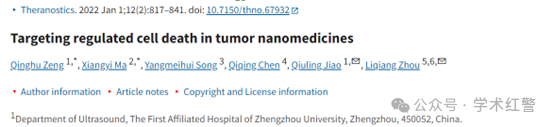 Theranostics. 2022 Jan 1;12(2):817–841. doi: 10.7150/thno.67932
Targeting regulated cell death in tumor nanomedicines
Qinghu Zeng 1,*, Xiangyi Ma 2,*, Yangmeihui Song 3, Qiqing Chen 4, Qiuling Jiao 1,✉, Liqiang Zhou 5,6,✉
Author information Article notes Copyright and License information
公众号 · 学术红警
1Department of Ultrasound, The First Affiliated Hospital of Zhengzhou University, Zhengzhou, 450052, China.